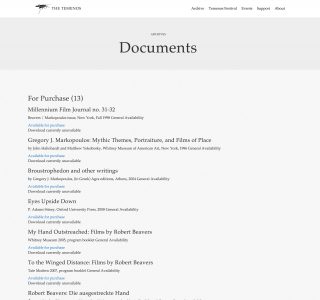 THE TEMENOS
Archive Temenos Festival Events Support About
ARCHIVES
Documents
For Purchase (13)
Millennium Film Journal no. 31-32
Beavers / Markopoulos issue, New York, Fall 1998 General Availability
Available for purchase
Download currently unavailable
Gregory J. Markopoulos: Mythic Themes, Portraiture, and Films of Place
by John Hanhardt and Matthew Yokobosky, Whitney Museum of American Art, New York, 1996 General Availability
Available for purchase
Download currently unavailable
Broustrophedon and other writings
by Gregory J. Markopoulos, (in Greek) Agra editions, Athens, 2004 General Availability
Available for purchase
Download currently unavailable
Eyes Upside Down
P. Adams Sitney, Oxford University Press, 2008 General Availability
Available for purchase
Download currently unavailable
My Hand Outstreached: Films by Robert Beavers
Whitney Museum 2005, program booklet General Availability
Available for purchase
Download currently unavailable
To the Winged Distance: Films by Robert Beavers
Tate Modern 2007, program booklet General Availability
Available for purchase
Download currently unavailable
Robert Beavers: Die ausgestreckte Hand